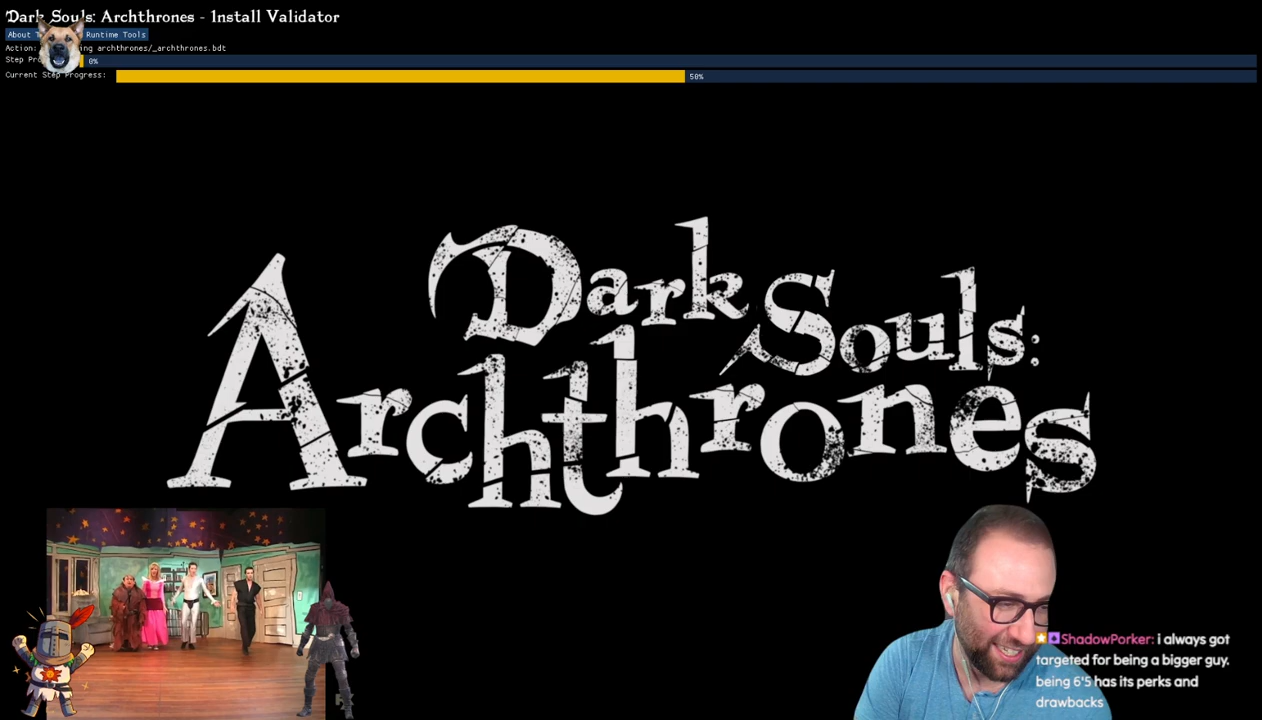 Dark Souls: Archthrones - Install Validator
About Runtime Tools
Action: archthrones/_archthrones.bdt
Step 0%
Current Step Progress: 50%
Dark Souls:
Archthrones
ShadowPorker: i always got
targeted for being a bigger guy.
being 6'5 has its perks and
drawbacks